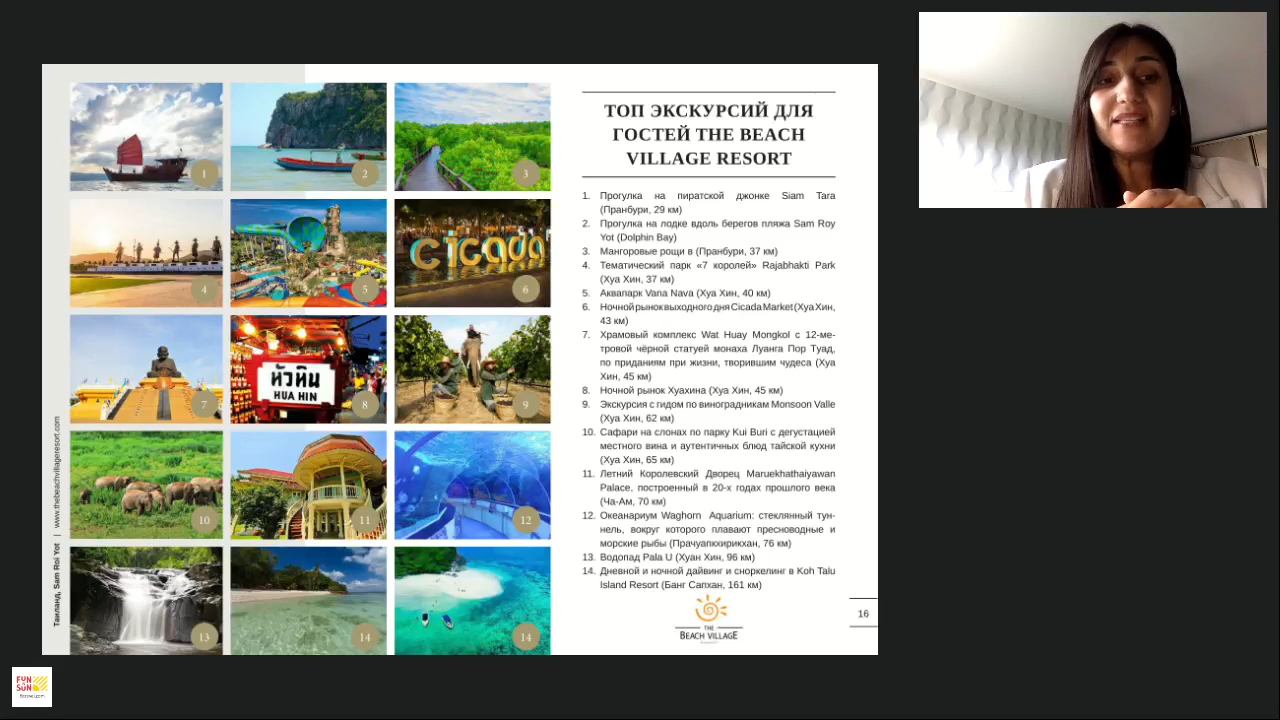 ТОП ЭКСКУРСИЙ ДЛЯ
ГОСТЕЙ THE BEACH
VILLAGE RESORT
1. Прогулка на пиратской джонке Siam Tara
(Пранбури, 29 км)
2. Прогулка на лодке вдоль берегов пляжа Sam Roy
Yot (Dolphin Bay)
3. Мангоровые рощи в (Пранбури, 37 км)
4. Тематический парк «7 королей» Rajabhakti Park
(Хуа Хин, 37 км)
5. Аквапарк Vana Nava (Хуа Хин, 40 км)
6. Ночной рынок выходного дня Cicada Market (Хуа Хин,
43 км)
7. Храмовый комплекс Wat Huay Mongkol с 12-ме-
тровой чёрной статуей монаха Луанга Пор Туад,
по приданиям при жизни, творившим чудеса (Хуа
Хин, 45 км)
8. Ночной рынок Хуахина (Хуа Хин, 45 км)
9. Экскурсия с гидом по виноградникам Monsoon Valle
(Хуа Хин, 62 км)
10. Сафари на слонах по парку Kui Buri с дегустацией
местного вина и аутентичных блюд тайской кухни
(Хуа Хин, 65 км)
11. Летний Королевский Дворец Maruekhathaiyawan
Palace, построенный в 20-х годах прошлого века
(Ча-Ам, 70 км)
12. Океанариум Waghorn Aquarium: стеклянный тун-
нель, вокруг которого плавают пресноводные и
морские рыбы (Прачуапкхирикхан, 76 км)
13. Водопад Pala U (Хуан Хин, 96 км)
14. Дневной и ночной дайвинг и сноркелинг в Koh Talu
Island Resort (Банг Сапхан, 161 км)
THE
BEACH VILLAGE
16
1
2
3
4
5
cicada
6
7
หัวหิน
HUA HIN
8
9
10
11
12
13
14
14
Таиланд, Sam Roi Yot | www.thebeachvillageresort.com
FUN
&
SUN